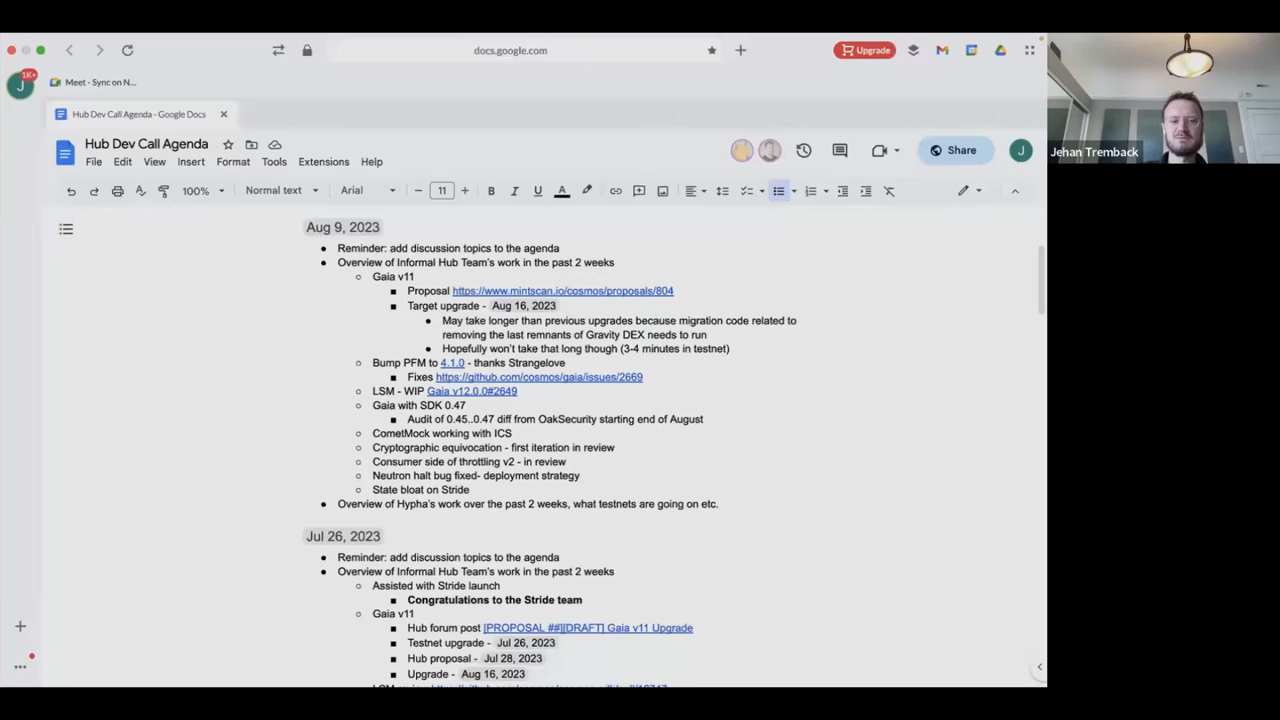 docs.google.com
Upgrade
1K+
J
Meet - Sync on N...
Hub Dev Call Agenda - Google Docs
Hub Dev Call Agenda
File Edit View Insert Format Tools Extensions Help
Share
J
100% Normal text Arial 11 B I U A
Aug 9, 2023
Reminder: add discussion topics to the agenda
Overview of Informal Hub Team's work in the past 2 weeks
Gaia v11
Proposal https://www.mintscan.io/cosmos/proposals/804
Target upgrade - Aug 16, 2023
May take longer than previous upgrades because migration code related to
removing the last remnants of Gravity DEX needs to run
Hopefully won't take that long though (3-4 minutes in testnet)
Bump PFM to 4.1.0 - thanks Strangelove
Fixes https://github.com/cosmos/gaia/issues/2669
LSM - WIP Gaia v12.0.0#2649
Gaia with SDK 0.47
Audit of 0.45..0.47 diff from OakSecurity starting end of August
CometMock working with ICS
Cryptographic equivocation - first iteration in review
Consumer side of throttling v2 - in review
Neutron halt bug fixed- deployment strategy
State bloat on Stride
Overview of Hypha's work over the past 2 weeks, what testnets are going on etc.
Jul 26, 2023
Reminder: add discussion topics to the agenda
Overview of Informal Hub Team's work in the past 2 weeks
Assisted with Stride launch
Congratulations to the Stride team
Gaia v11
Hub forum post [PROPOSAL ##][DRAFT] Gaia v11 Upgrade
Testnet upgrade - Jul 26, 2023
Hub proposal - Jul 28, 2023
Upgrade - Aug 16, 2023
Jehan Tremback